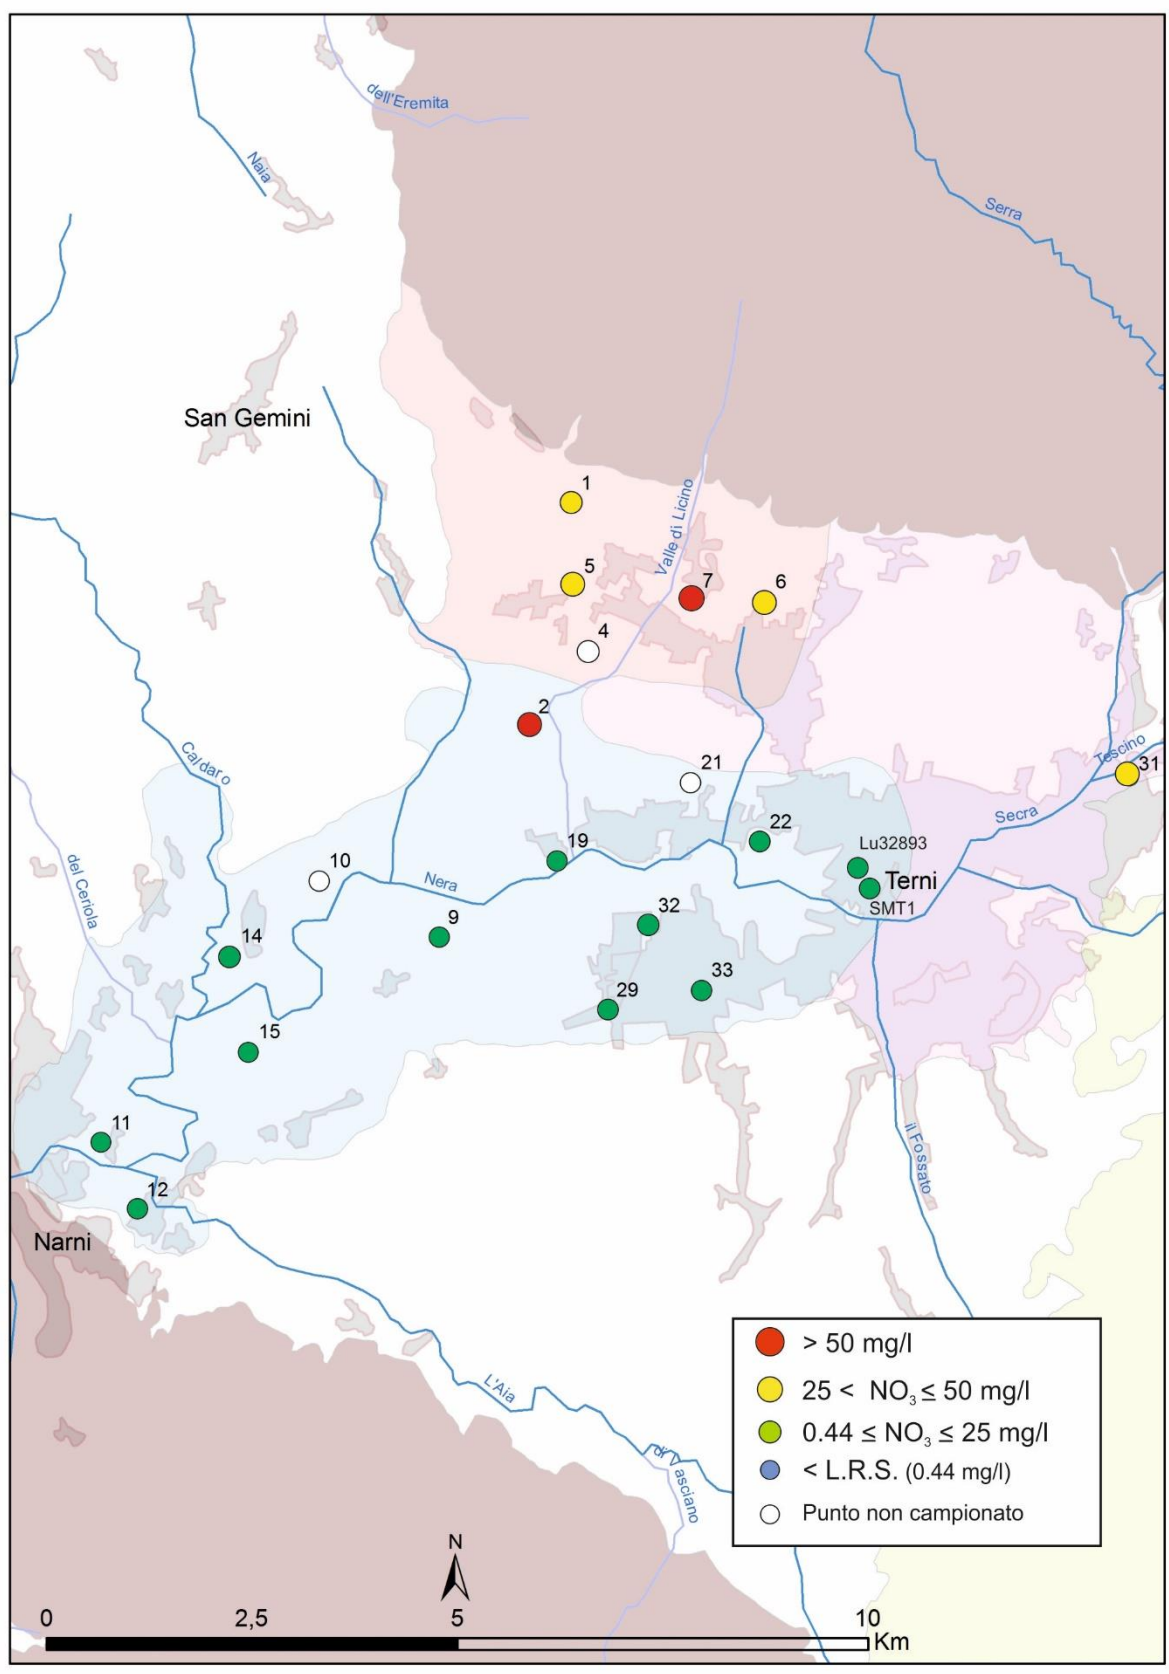 dell'Eremita
Naia
Serra
San Gemini
1
Valle di Licino
5
7
6
4
2
Tescino
31
Caldaro
21
Secra
22
19
Lu32893
10
Terni
Nera
SMT1
del Ceriola
32
9
14
33
29
15
11
il Fossato
12
Narni
L'Aia
di Vasciano
> 50 mg/l
25 < NO₃ ≤ 50 mg/l
0.44 ≤ NO₃ ≤ 25 mg/l
< L.R.S. (0.44 mg/l)
Punto non campionato
N
0 2,5 5 10
Km